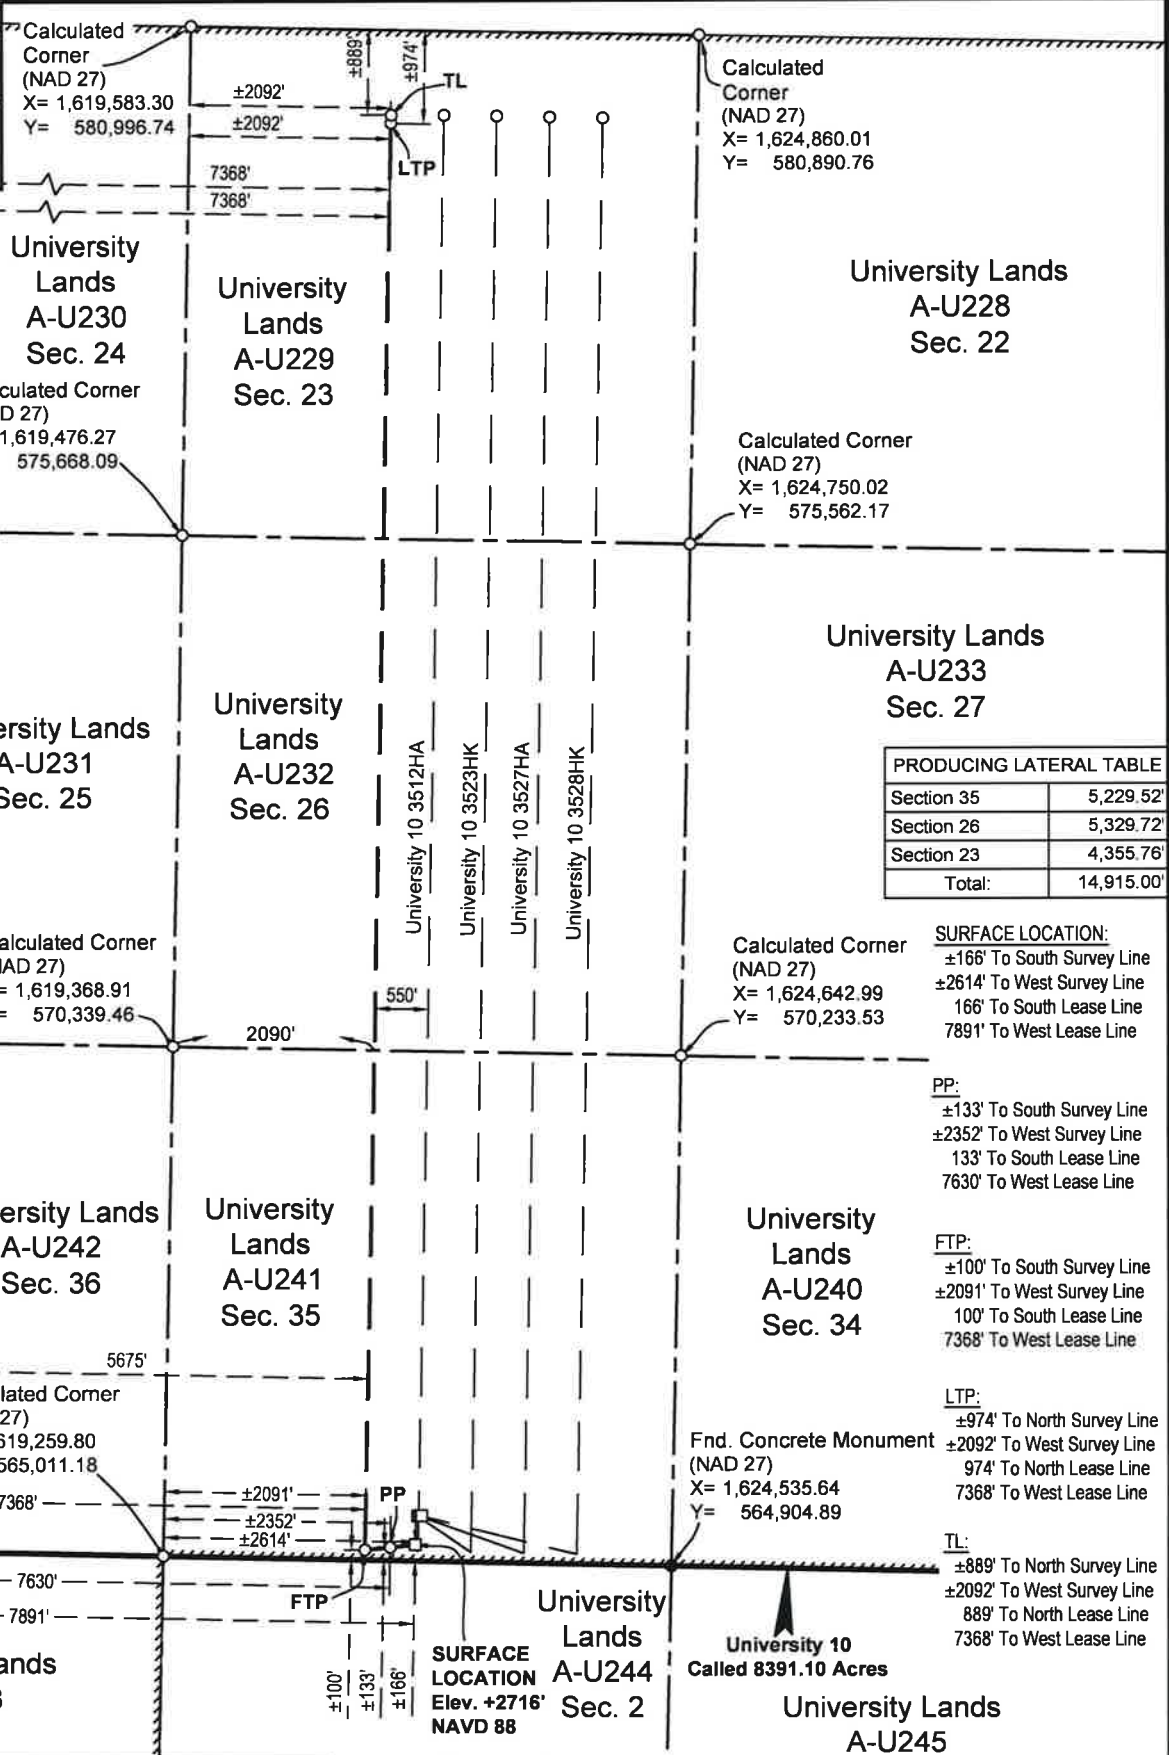 Calculated
Corner
(NAD 27)
X= 1,619,583.30
Y= 580,996.74
±889'
±974'
TL
±2092'
±2092'
LTP
7368'
7368'
Calculated
Corner
(NAD 27)
X= 1,624,860.01
Y= 580,890.76
University
Lands
A-U230
Sec. 24
University
Lands
A-U229
Sec. 23
University Lands
A-U228
Sec. 22
culated Corner
D 27)
1,619,476.27
575,668.09
Calculated Corner
(NAD 27)
X= 1,624,750.02
Y= 575,562.17
ersity Lands
A-U231
Sec. 25
University
Lands
A-U232
Sec. 26
University 10 3512HA
University 10 3523HK
University 10 3527HA
University 10 3528HK
University Lands
A-U233
Sec. 27
PRODUCING LATERAL TABLE
Section 35 5,229.52'
Section 26 5,329.72'
Section 23 4,355.76'
Total: 14,915.00'
alculated Corner
IAD 27)
= 1,619,368.91
= 570,339.46
550'
2090'
Calculated Corner
(NAD 27)
X= 1,624,642.99
Y= 570,233.53
SURFACE LOCATION:
±166' To South Survey Line
±2614' To West Survey Line
166' To South Lease Line
7891' To West Lease Line
PP:
±133' To South Survey Line
±2352' To West Survey Line
133' To South Lease Line
7630' To West Lease Line
FTP:
±100' To South Survey Line
±2091' To West Survey Line
100' To South Lease Line
7368' To West Lease Line
LTP:
±974' To North Survey Line
±2092' To West Survey Line
974' To North Lease Line
7368' To West Lease Line
TL:
±889' To North Survey Line
±2092' To West Survey Line
889' To North Lease Line
7368' To West Lease Line
ersity Lands
A-U242
Sec. 36
University
Lands
A-U241
Sec. 35
University
Lands
A-U240
Sec. 34
5675'
lated Corner
27)
619,259.80
565,011.18
7368'
±2091'
±2352'
±2614'
PP
FTP
Fnd. Concrete Monument
(NAD 27)
X= 1,624,535.64
Y= 564,904.89
7630'
7891'
±100'
±133'
±166'
SURFACE
LOCATION
Elev. +2716'
NAVD 88
University
Lands
A-U244
Sec. 2
University 10
Called 8391.10 Acres
University Lands
A-U245
ands